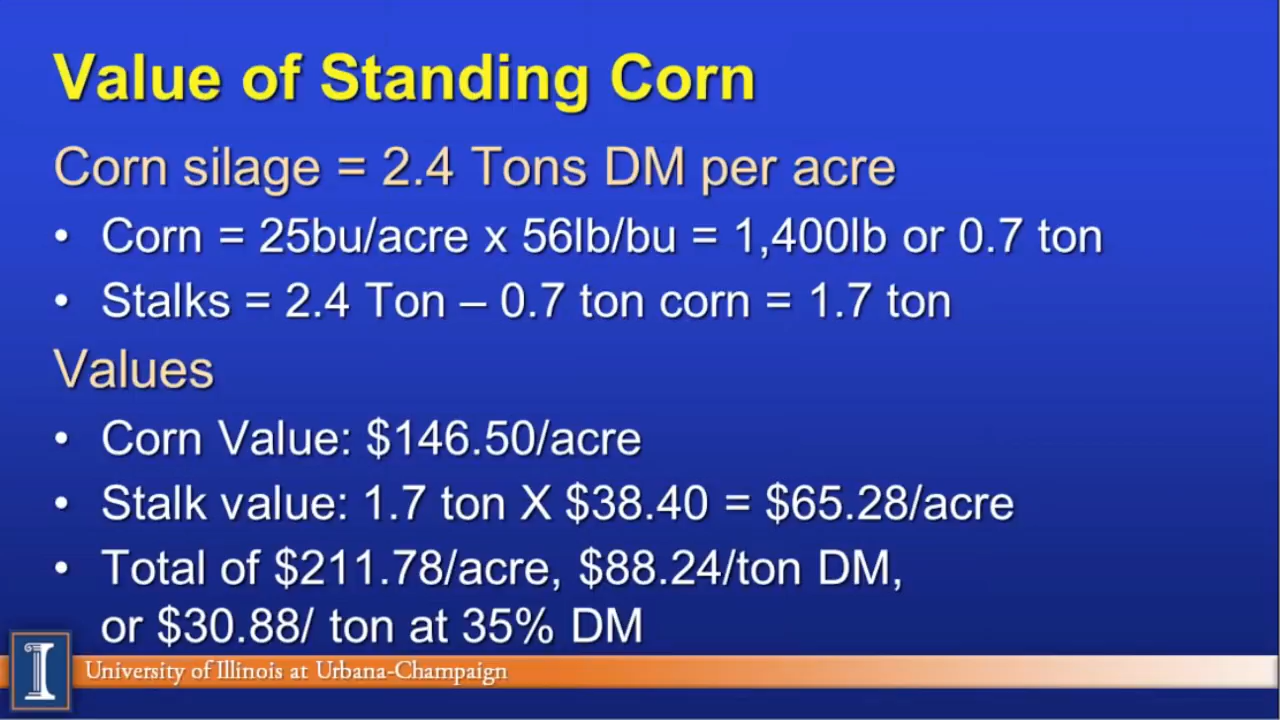 Value of Standing Corn
Corn silage = 2.4 Tons DM per acre
• Corn = 25bu/acre x 56lb/bu = 1,400lb or 0.7 ton
• Stalks = 2.4 Ton – 0.7 ton corn = 1.7 ton
Values
• Corn Value: $146.50/acre
• Stalk value: 1.7 ton X $38.40 = $65.28/acre
• Total of $211.78/acre, $88.24/ton DM,
or $30.88/ ton at 35% DM
I
University of Illinois at Urbana-Champaign